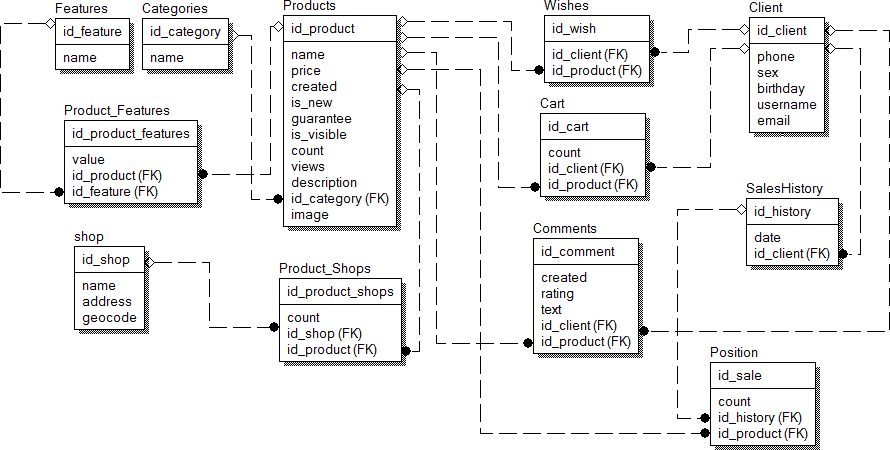 Features
id_feature
name
Categories
id_category
name
Products
id_product
name
price
created
is_new
guarantee
is_visible
count
views
description
id_category (FK)
image
Wishes
id_wish
id_client (FK)
id_product (FK)
Client
id_client
phone
sex
birthday
username
email
Product_Features
id_product_features
value
id_product (FK)
id_feature (FK)
Cart
id_cart
count
id_client (FK)
id_product (FK)
SalesHistory
id_history
date
id_client (FK)
shop
id_shop
name
address
geocode
Product_Shops
id_product_shops
count
id_shop (FK)
id_product (FK)
Comments
id_comment
created
rating
text
id_client (FK)
id_product (FK)
Position
id_sale
count
id_history (FK)
id_product (FK)